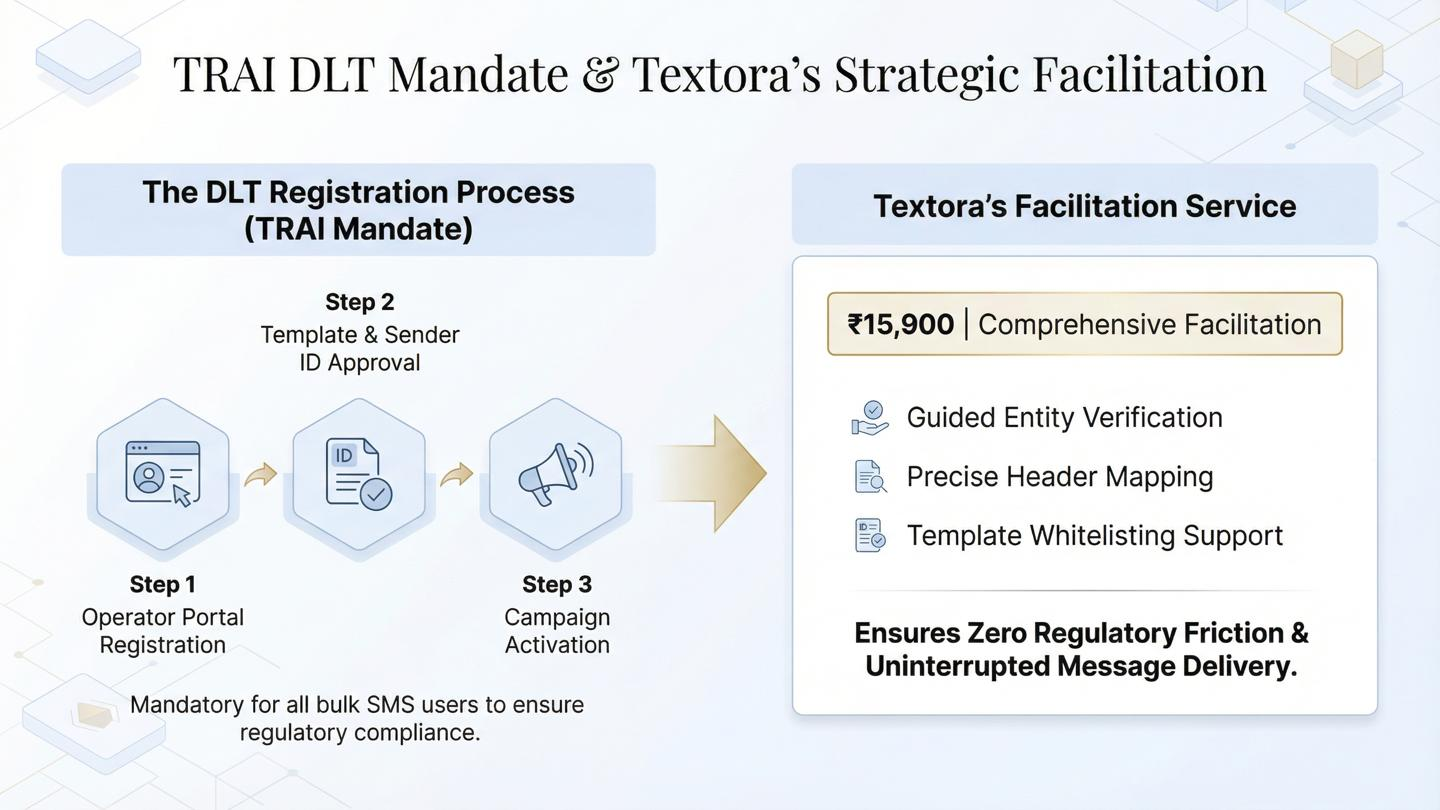 TRAI DLT Mandate & Textora’s Strategic Facilitation
The DLT Registration Process
(TRAI Mandate)
Step 1
Operator Portal
Registration
Step 2
Template & Sender
ID Approval
ID
Step 3
Campaign
Activation
Mandatory for all bulk SMS users to ensure
regulatory compliance.
Textora’s Facilitation Service
₹15,900 | Comprehensive Facilitation
Guided Entity Verification
Precise Header Mapping
ID
Template Whitelisting Support
Ensures Zero Regulatory Friction &
Uninterrupted Message Delivery.